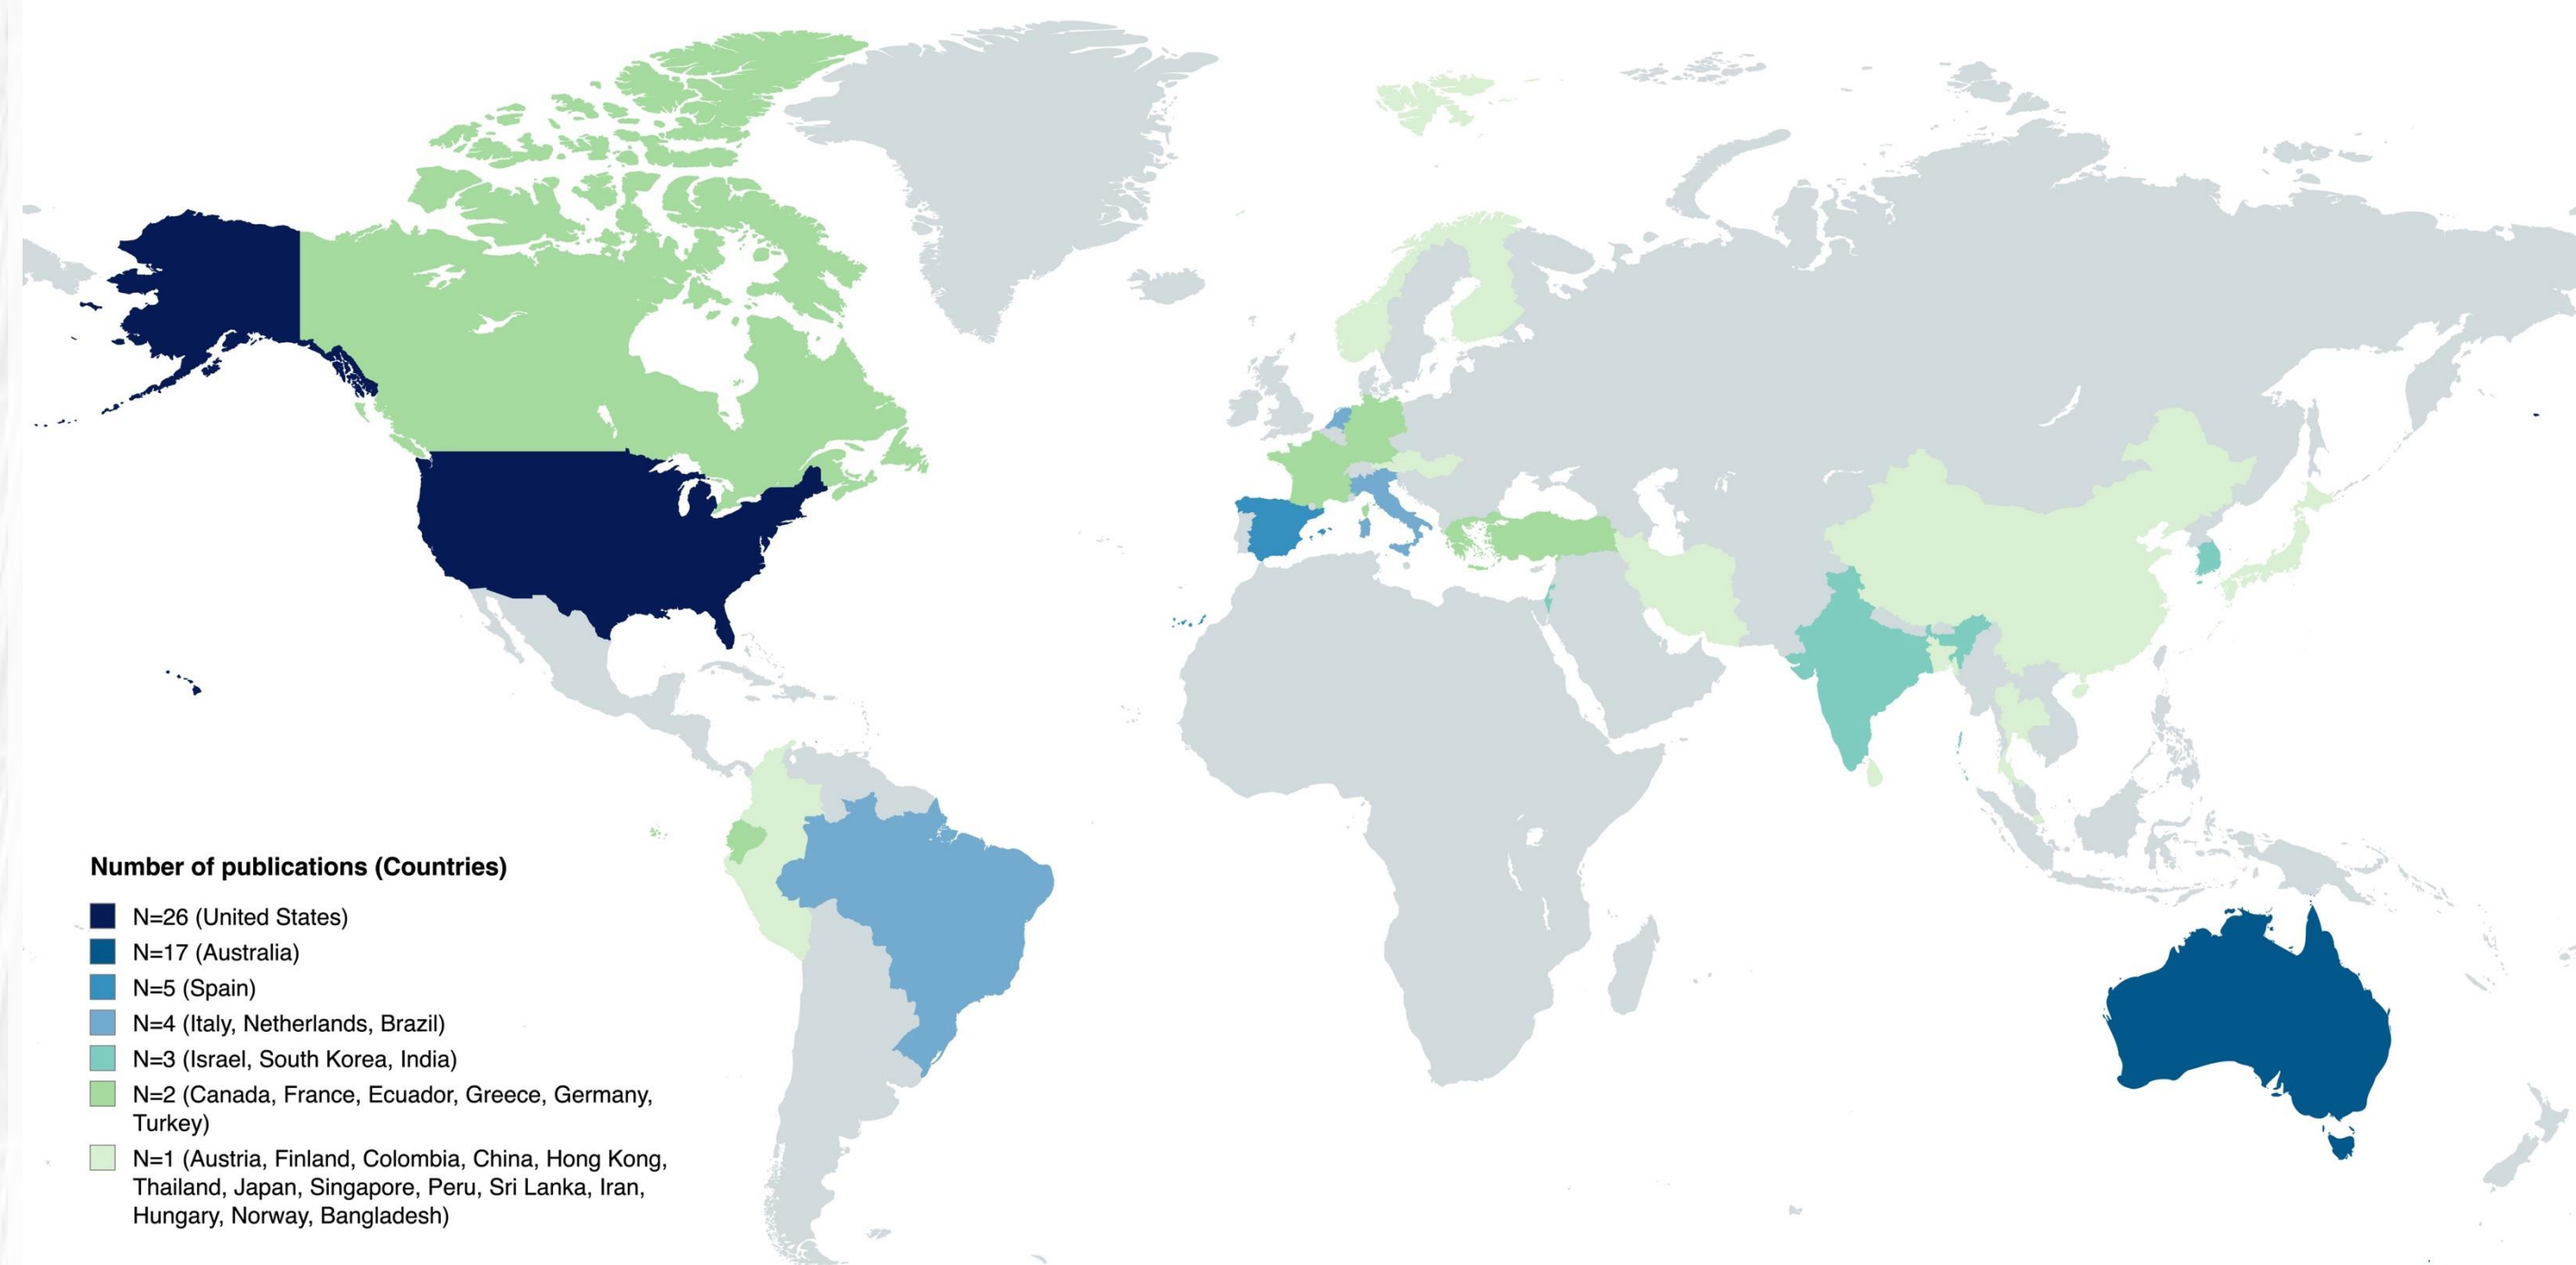 Number of publications (Countries)
N=26 (United States)
N=17 (Australia)
N=5 (Spain)
N=4 (Italy, Netherlands, Brazil)
N=3 (Israel, South Korea, India)
N=2 (Canada, France, Ecuador, Greece, Germany,
Turkey)
N=1 (Austria, Finland, Colombia, China, Hong Kong,
Thailand, Japan, Singapore, Peru, Sri Lanka, Iran,
Hungary, Norway, Bangladesh)